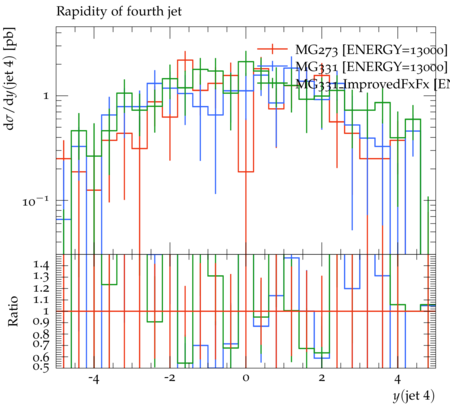 Rapidity of fourth jet
dσ/dy(jet 4) [pb]
MG273 [ENERGY=13000]
MG331 [ENERGY=13000]
MG331-ImprovedFxFx [EN
1
10⁻¹
Ratio
1.4
1.3
1.2
1.1
1
0.9
0.8
0.7
0.6
0.5
-4 -2 0 2 4
y(jet 4)